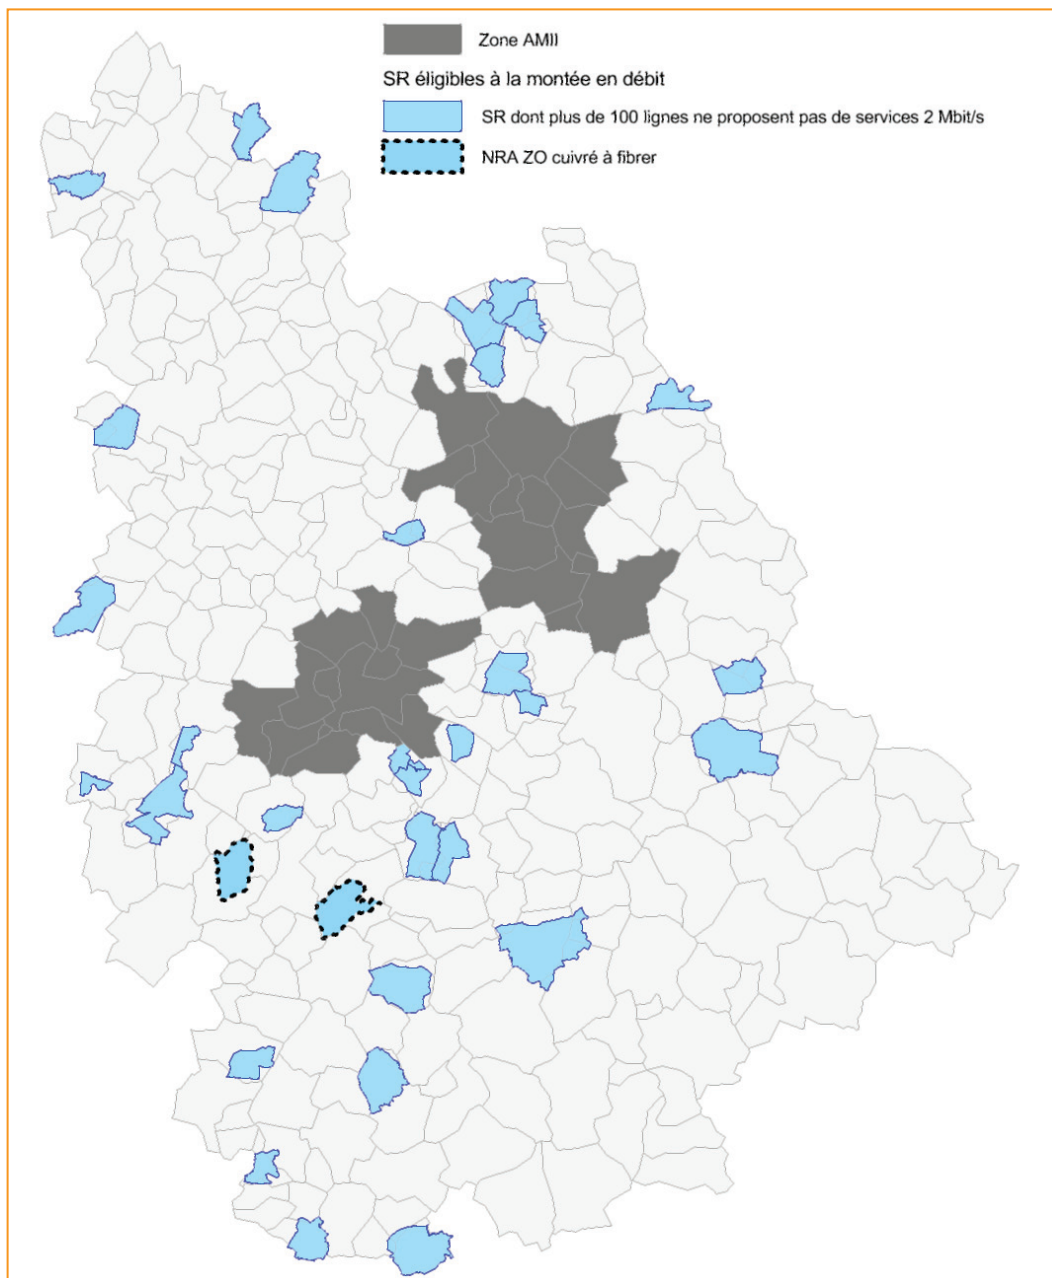 Zone AMII
SR éligibles à la montée en débit
SR dont plus de 100 lignes ne proposent pas de services 2 Mbit/s
NRA ZO cuivré à fibrer